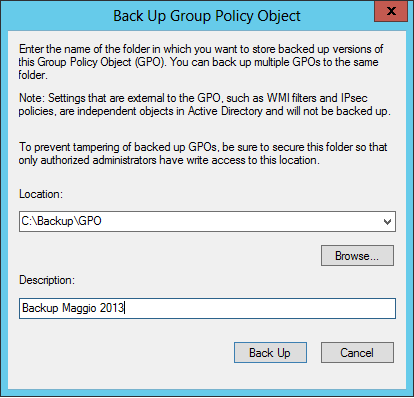 Back Up Group Policy Object
x
Enter the name of the folder in which you want to store backed up versions of
this Group Policy Object (GPO). You can back up multiple GPOs to the same
folder.
Note: Settings that are external to the GPO, such as WMI filters and IPsec
policies, are independent objects in Active Directory and will not be backed up.
To prevent tampering of backed up GPOs, be sure to secure this folder so that
only authorized administrators have write access to this location.
Location:
C:\Backup\GPO
Browse...
Description:
Backup Maggio 2013
Back Up
Cancel